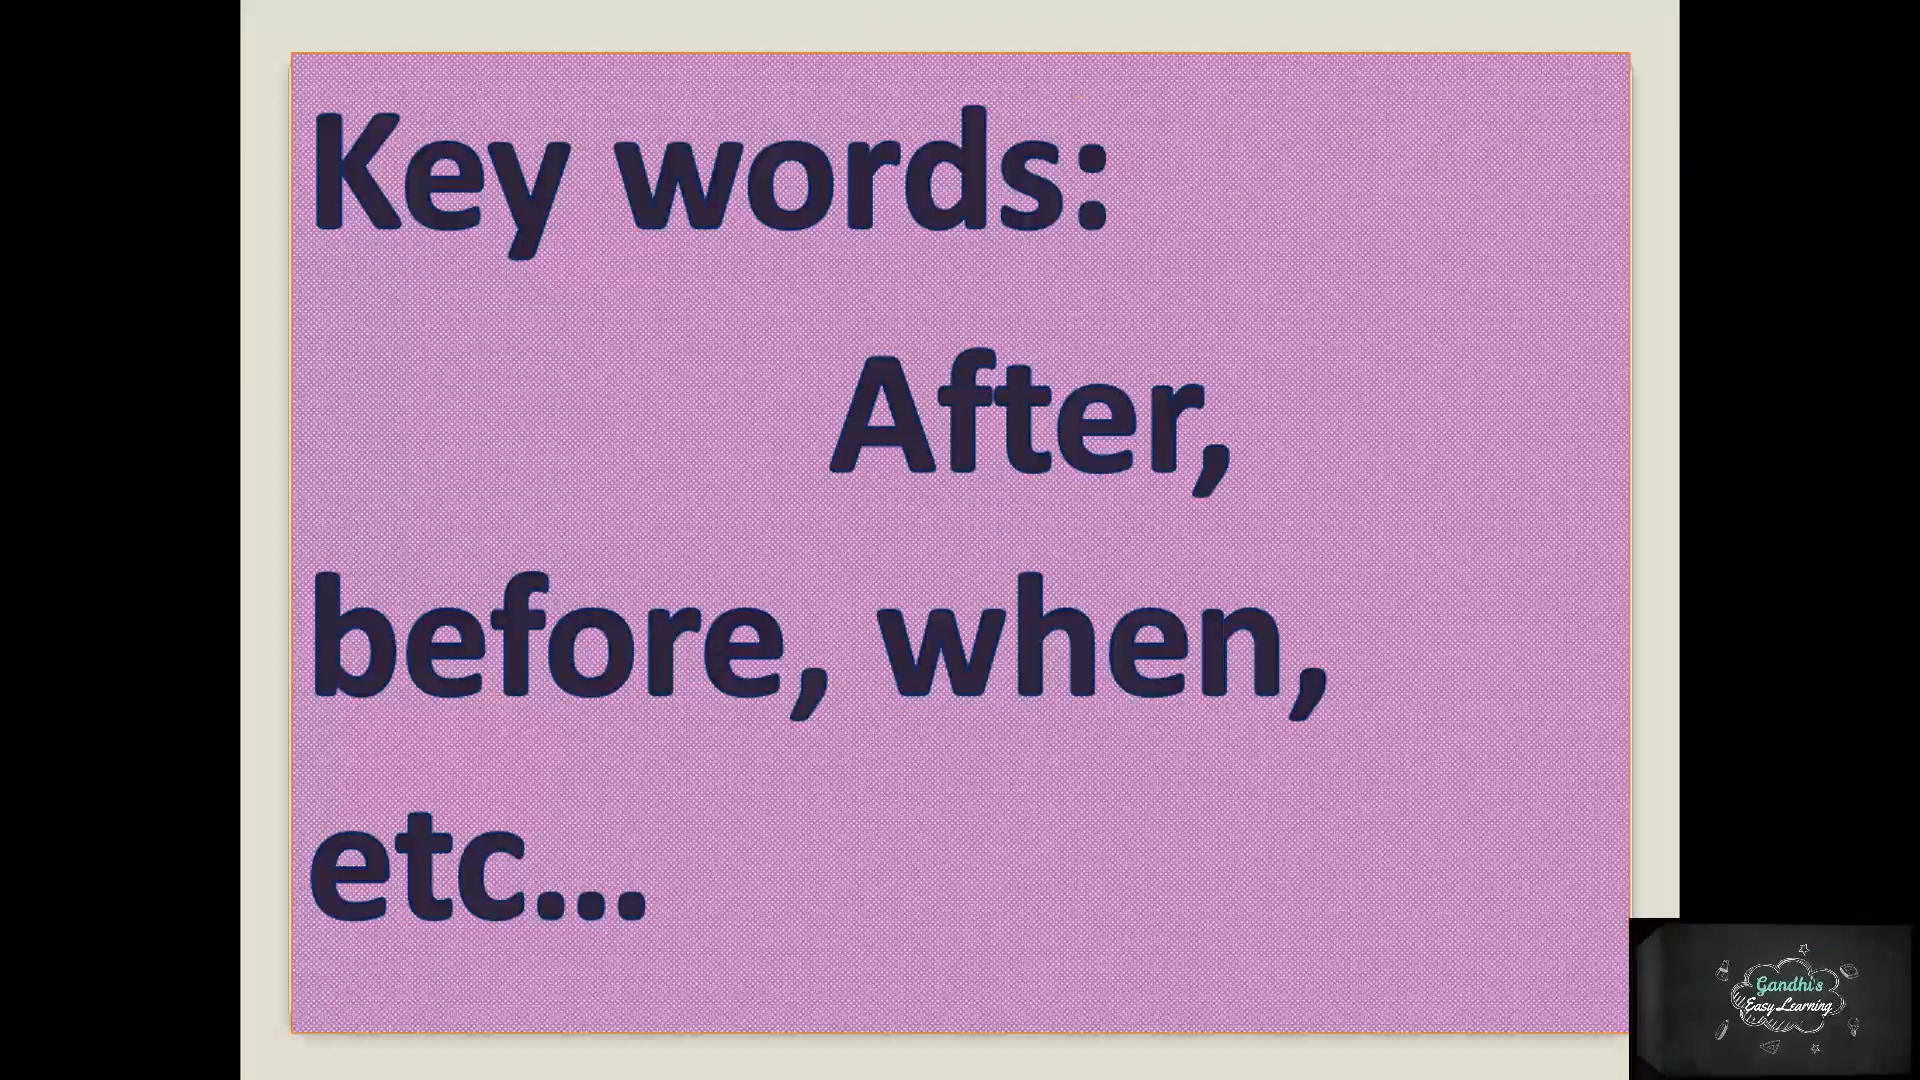 Key words:
After,
before, when,
etc...
Gandhi's
Easy Learning